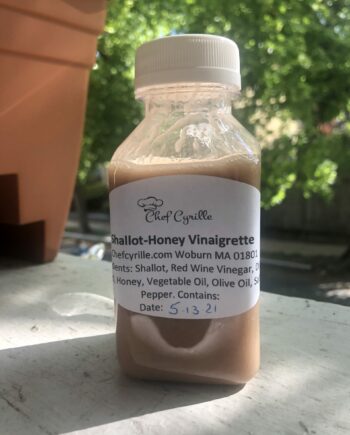 Chef Cyrille
Shallot-Honey Vinaigrette
Chefcyrille.com Woburn MA 01801
ients: Shallot, Red Wine Vinegar, D
, Honey, Vegetable Oil, Olive Oil, Sa
Pepper. Contains:
Date: 5-13 21